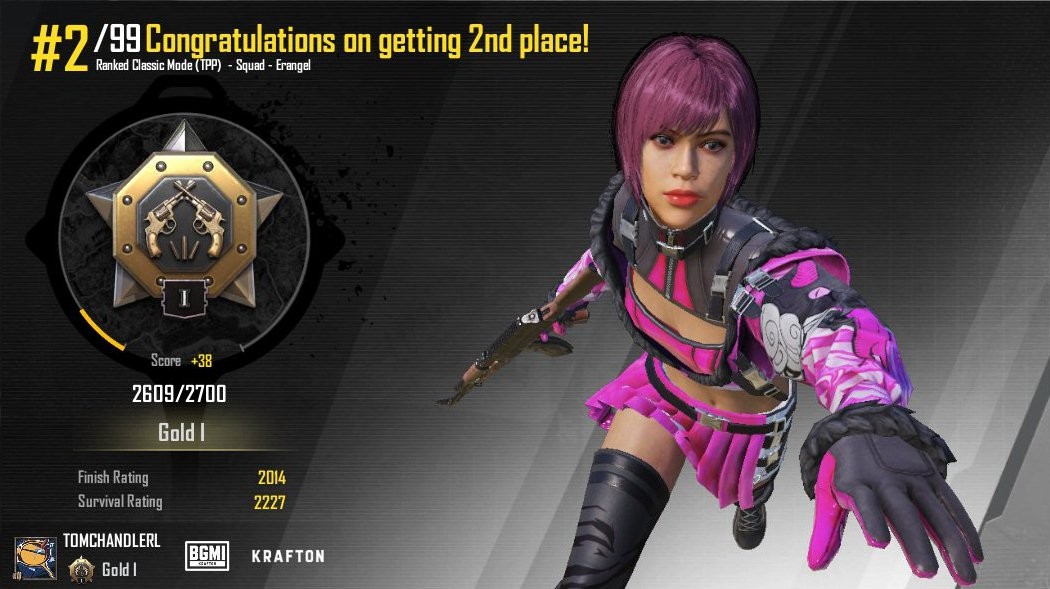 #2/99 Congratulations on getting 2nd place!
Ranked Classic Mode (TPP) - Squad - Erangel
I
Score +38
2609/2700
Gold I
Finish Rating 2014
Survival Rating 2227
TOMCHANDLERL
Gold I
BGMI
KRAFTON
KRAFTON